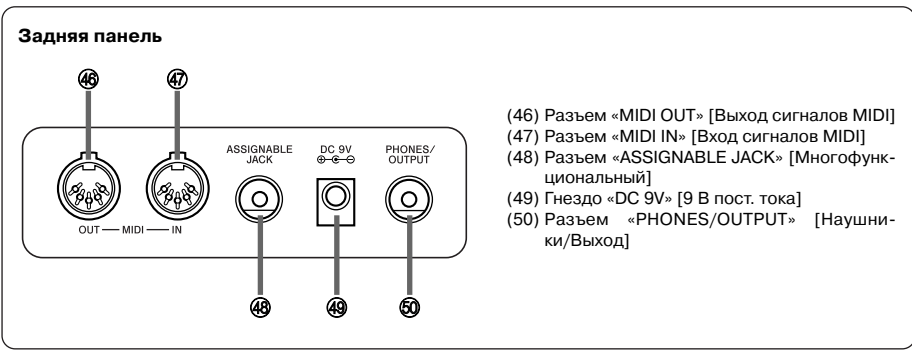 Задняя панель
46 47
ASSIGNABLE JACK
DC 9V
PHONES/OUTPUT
OUT — MIDI — IN
48 49 50
(46) Разъем «MIDI OUT» [Выход сигналов MIDI]
(47) Разъем «MIDI IN» [Вход сигналов MIDI]
(48) Разъем «ASSIGNABLE JACK» [Многофунк-
циональный]
(49) Гнездо «DC 9V» [9 В пост. тока]
(50) Разъем «PHONES/OUTPUT» [Наушни-
ки/Выход]